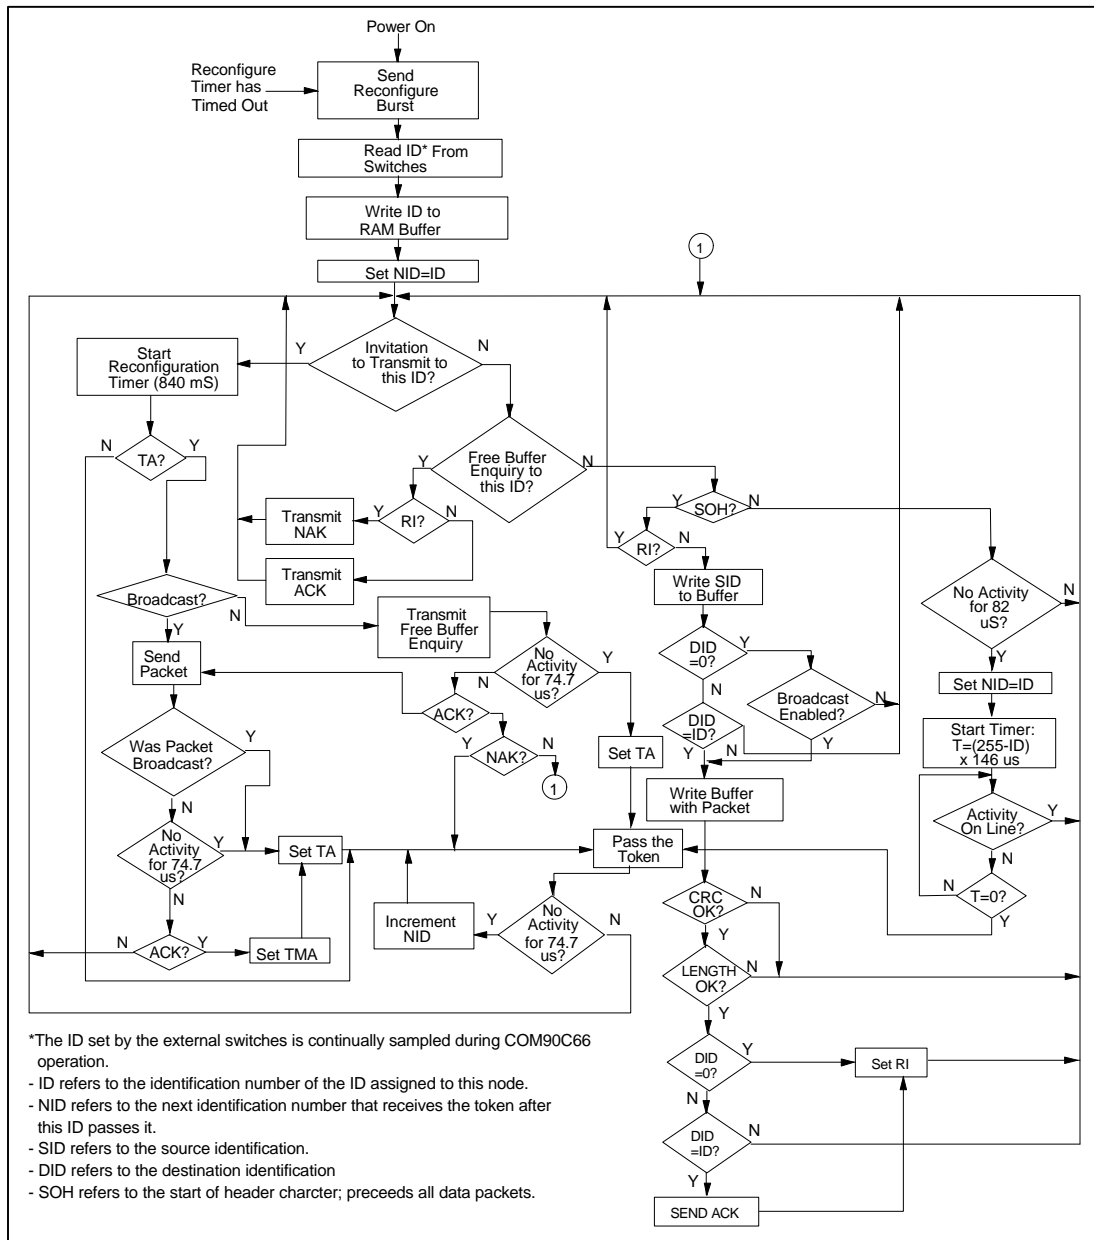 Power On
Reconfigure
Timer has
Timed Out
Send
Reconfigure
Burst
Read ID* From
Switches
Write ID to
RAM Buffer
1
Set NID=ID
Start
Reconfiguration
Timer (840 mS)
Y
Invitation
to Transmit to
this ID?
N
N
TA?
Y
Y
Free Buffer
Enquiry to
this ID?
N
Transmit
NAK
Y
RI?
N
Y
SOH?
N
Y
RI?
N
Transmit
ACK
Write SID
to Buffer
Broadcast?
N
Y
Transmit
Free Buffer
Enquiry
No Activity
for 82
uS?
N
Y
Send
Packet
No
Activity
for 74.7
us?
Y
N
DID
=0?
Y
N
Set NID=ID
ACK?
Y
N
Broadcast
Enabled?
N
Y
DID
=ID?
N
Y
Was Packet
Broadcast?
Y
N
NAK?
Y
N
1
Set TA
Start Timer:
T=(255-ID)
x 146 us
Write Buffer
with Packet
Activity
On Line?
Y
N
No
Activity
for 74.7
us?
Y
N
Set TA
Pass the
Token
N
T=0?
Y
CRC
OK?
N
Y
Increment
NID
Y
No
Activity
for 74.7
us?
N
N
ACK?
Y
Set TMA
LENGTH
OK?
N
Y
DID
=0?
Y
N
Set RI
DID
=ID?
N
Y
SEND ACK
*The ID set by the external switches is continually sampled during COM90C66
operation.
- ID refers to the identification number of the ID assigned to this node.
- NID refers to the next identification number that receives the token after
this ID passes it.
- SID refers to the source identification.
- DID refers to the destination identification
- SOH refers to the start of header charcter; preceeds all data packets.